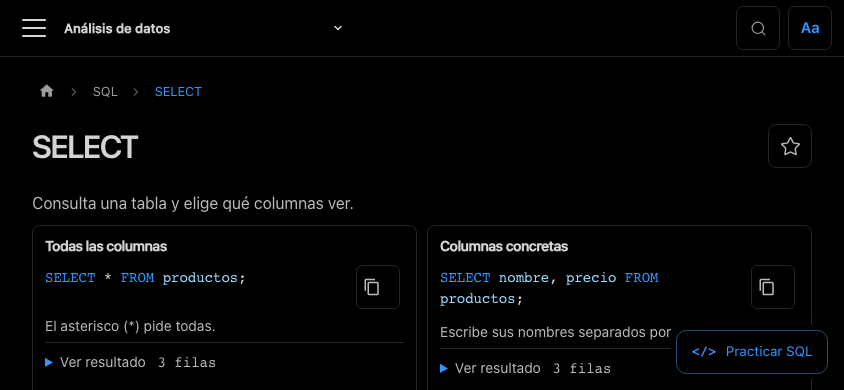 Análisis de datos
Aa
SQL
SELECT
SELECT
Consulta una tabla y elige qué columnas ver.
Todas las columnas
SELECT * FROM productos;
El asterisco (*) pide todas.
Ver resultado 3 filas
Columnas concretas
SELECT nombre, precio FROM
productos;
Escribe sus nombres separados por
Ver resultado 3 filas
</> Practicar SQL